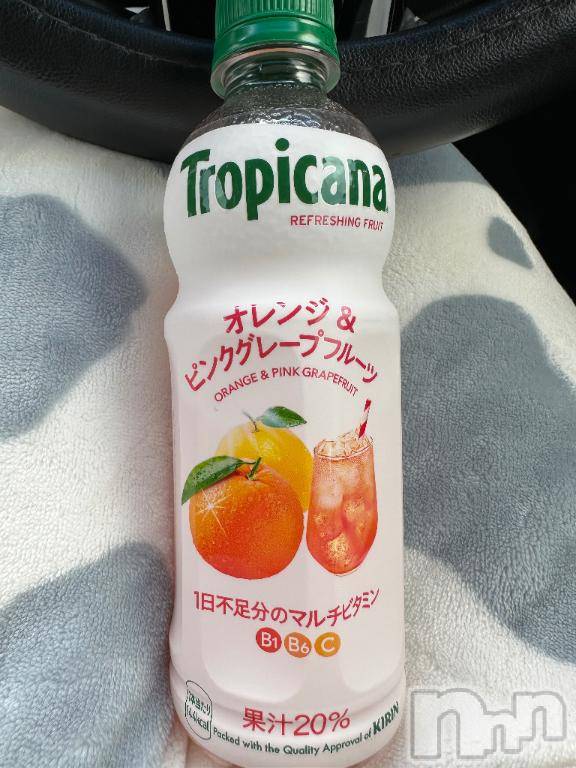 Tropicana
REFRESHING FRUIT
オレンジ &
ピンクグレープフルーツ
ORANGE & PINK GRAPEFRUIT
1日不足分のマルチビタミン
B1 B6 C
果汁20%
Packed with the Quality Approval of KIRIN
nnn